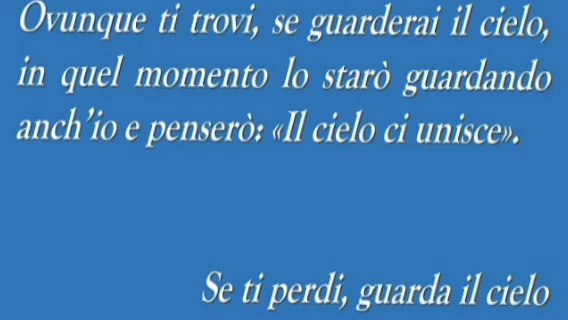 Ovunque ti trovi, se guarderai il cielo,
in quel momento lo starò guardando
anch'io e penserò: «Il cielo ci unisce».
Se ti perdi, guarda il cielo